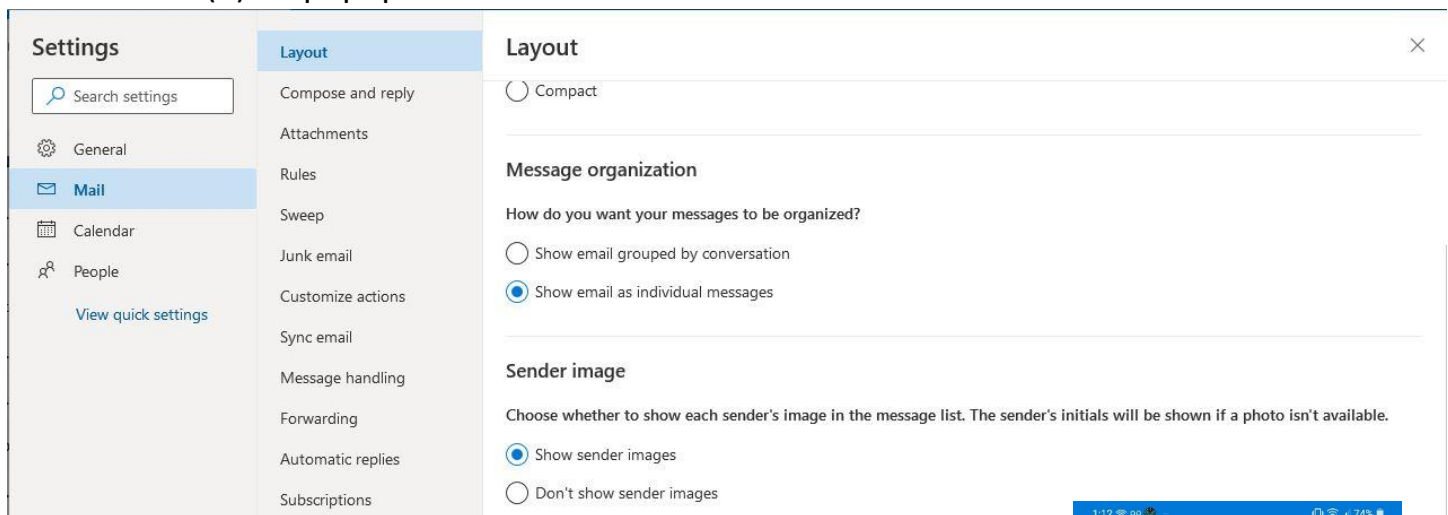 Settings
Search settings
General
Mail
Calendar
People
View quick settings
Layout
Compose and reply
Attachments
Rules
Sweep
Junk email
Customize actions
Sync email
Message handling
Forwarding
Automatic replies
Subscriptions
Layout
Compact
Message organization
How do you want your messages to be organized?
Show email grouped by conversation
Show email as individual messages
Sender image
Choose whether to show each sender's image in the message list. The sender's initials will be shown if a photo isn't available.
Show sender images
Don't show sender images
1:12
74%